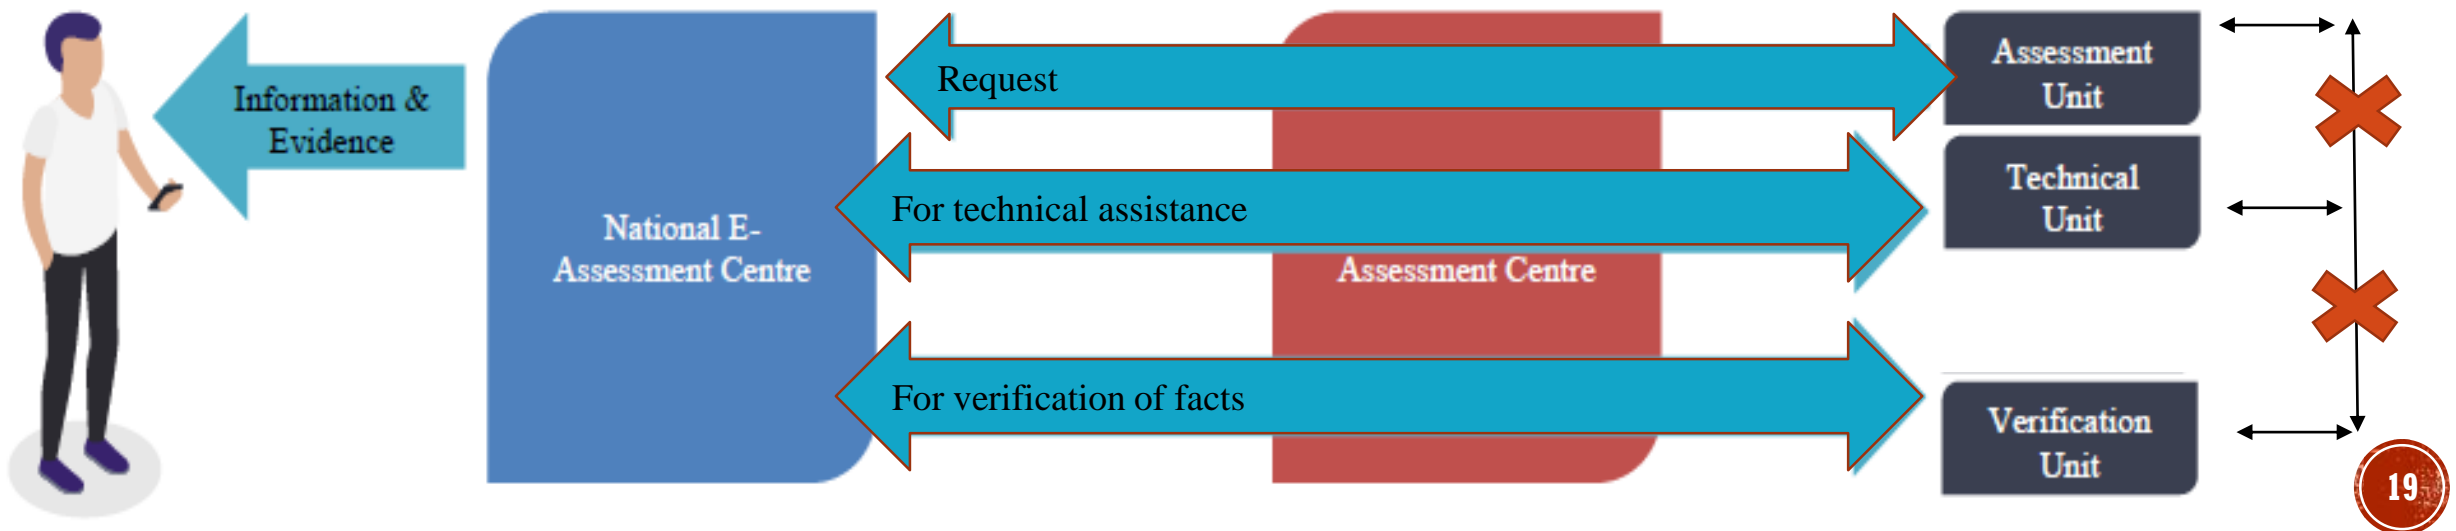 Information &
Evidence
National E-
Assessment Centre
Request
For technical assistance
Assessment Centre
For verification of facts
Assessment
Unit
Technical
Unit
Verification
Unit
19